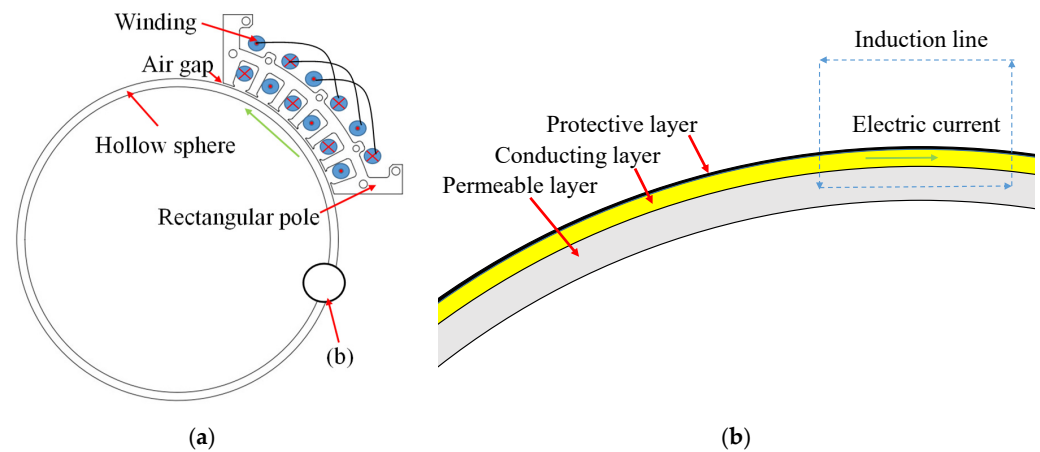 Winding
Air gap
Hollow sphere
Rectangular pole
(b)
(a)
Induction line
Electric current
Protective layer
Conducting layer
Permeable layer
(b)